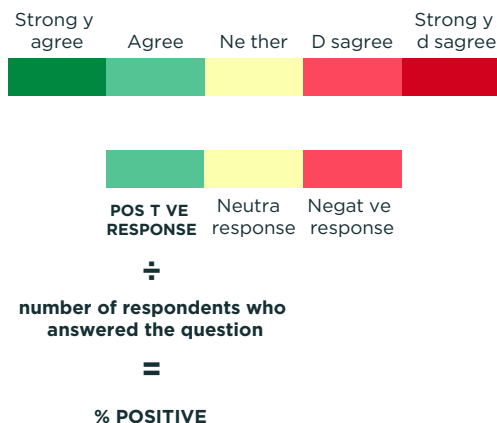 Strong y
agree
Agree
Ne ther
D sagree
Strong y
d sagree
POS T VE
RESPONSE
Neutra
response
Negat ve
response
÷
number of respondents who
answered the question
=
% POSITIVE